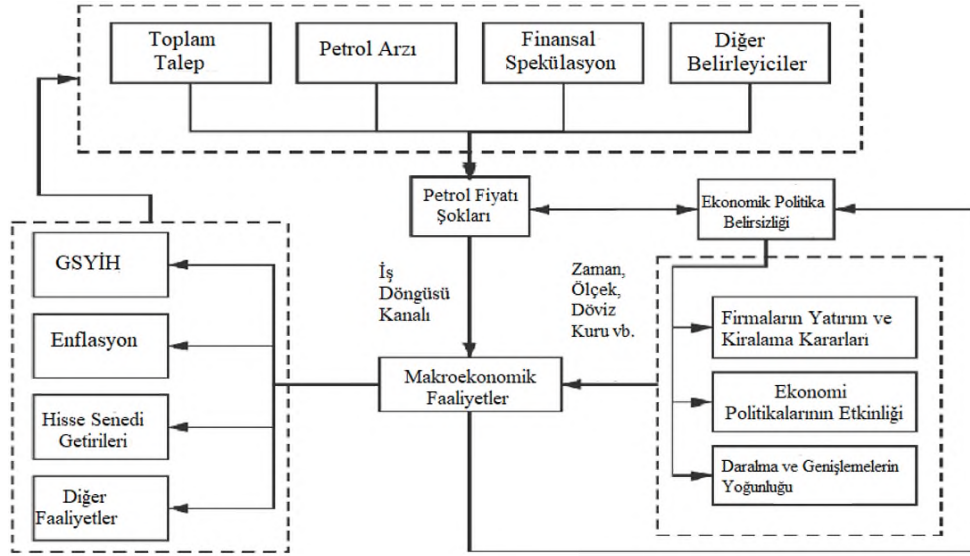 Toplam
Talep
Petrol Arzı
Finansal
Spekülasyon
Diğer
Belirleyiciler
Petrol Fiyatı
Şokları
Ekonomik Politika
Belirsizliği
GSYİH
Enflasyon
Hisse Senedi
Getirileri
Diğer
Faaliyetler
İş
Döngüsü
Kanalı
Zaman,
Ölçek,
Döviz
Kuru vb.
Makroekonomik
Faaliyetler
Firmaların Yatırım ve
Kiralama Kararlari
Ekonomi
Politikalarının Etkinliği
Daralma ve Genişlemelerin
Yoğunluğu